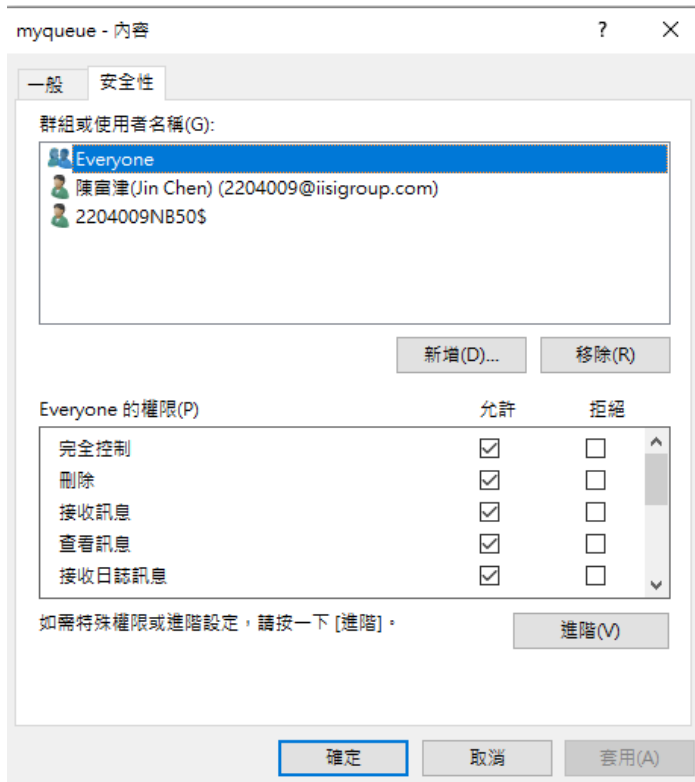 myqueue - 內容
一般 安全性
群組或使用者名稱(G):
Everyone
陳富津(Jin Chen) (2204009@iisigroup.com)
2204009NB50$
新增(D)... 移除(R)
Everyone 的權限(P) 允許 拒絕
完全控制
刪除
接收訊息
查看訊息
接收日誌訊息
如需特殊權限或進階設定，請按一下 [進階]。
進階(V)
確定 取消 套用(A)